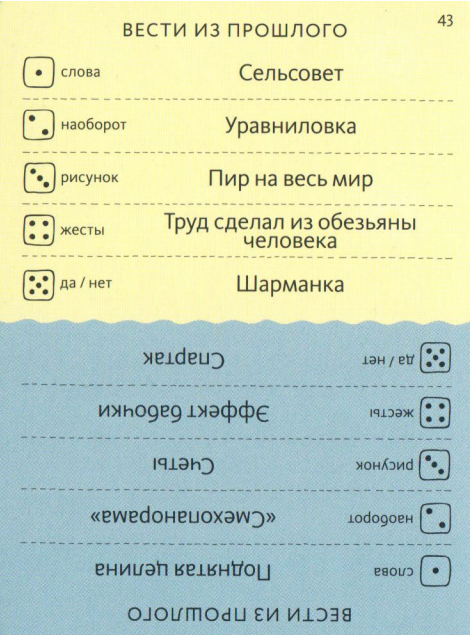 43
ВЕСТИ ИЗ ПРОШЛОГО
слова Сельсовет
наоборот Уравниловка
рисунок Пир на весь мир
жесты Труд сделал из обезьяны
человека
да / нет Шарманка
ВЕСТИ ИЗ ПРОШЛОГО
слова Поднятая целина
наоборот «Смехопанорама»
рисунок Счеты
жесты Эффект бабочки
да / нет Спартак